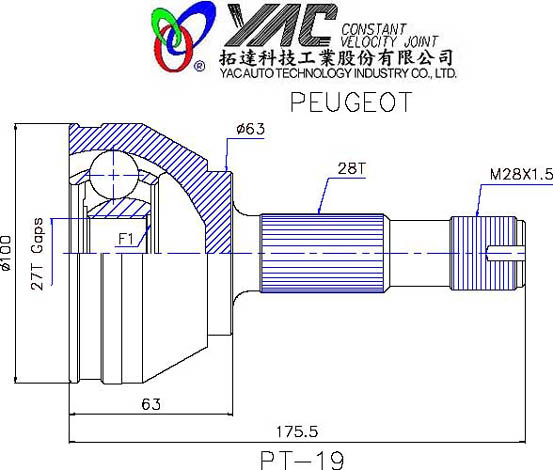 YAC CONSTANT
VELOCITY JOINT
®
拓達科技工業股份有限公司
YAC AUTO TECHNOLOGY INDUSTRY CO., LTD.
PEUGEOT
ø63
28T
M28X1.5
ø100
27T Gaps
F1
63
175.5
PT-19